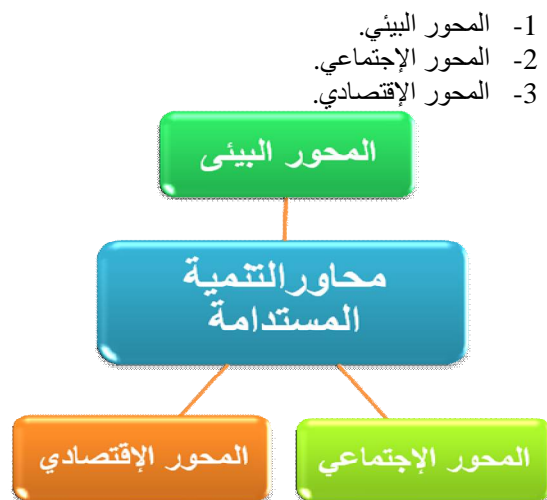 1- المحور البيئي.
2- المحور الإجتماعي.
3- المحور الإقتصادي.
المحور البيئى
محاورالتنمية
المستدامة
المحور الإجتماعي
المحور الإقتصادي